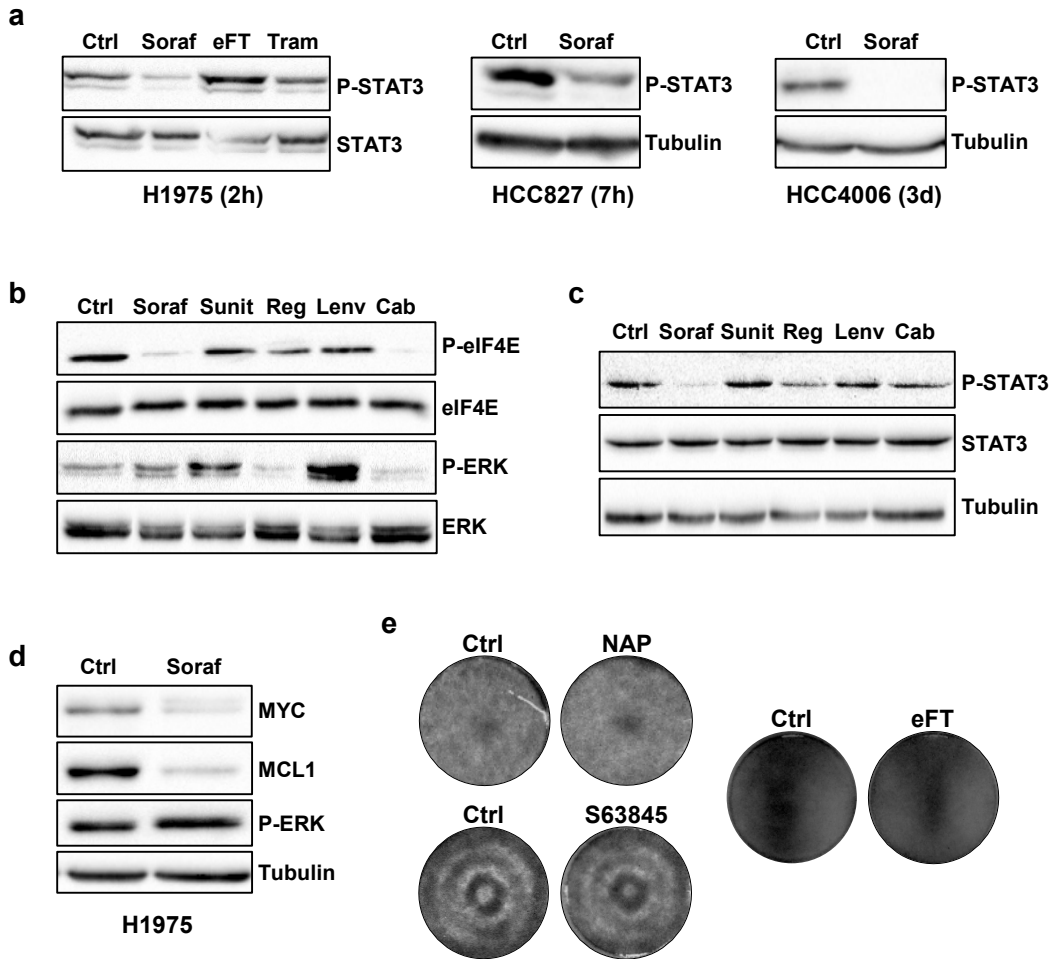 a
Ctrl Soraf eFT Tram
P-STAT3
STAT3
H1975 (2h)
Ctrl Soraf
P-STAT3
Tubulin
HCC827 (7h)
Ctrl Soraf
P-STAT3
Tubulin
HCC4006 (3d)
b
Ctrl Soraf Sunit Reg Lenv Cab
P-eIF4E
eIF4E
P-ERK
ERK
c
Ctrl Soraf Sunit Reg Lenv Cab
P-STAT3
STAT3
Tubulin
d
Ctrl Soraf
MYC
MCL1
P-ERK
Tubulin
H1975
e
Ctrl NAP
Ctrl S63845
Ctrl eFT